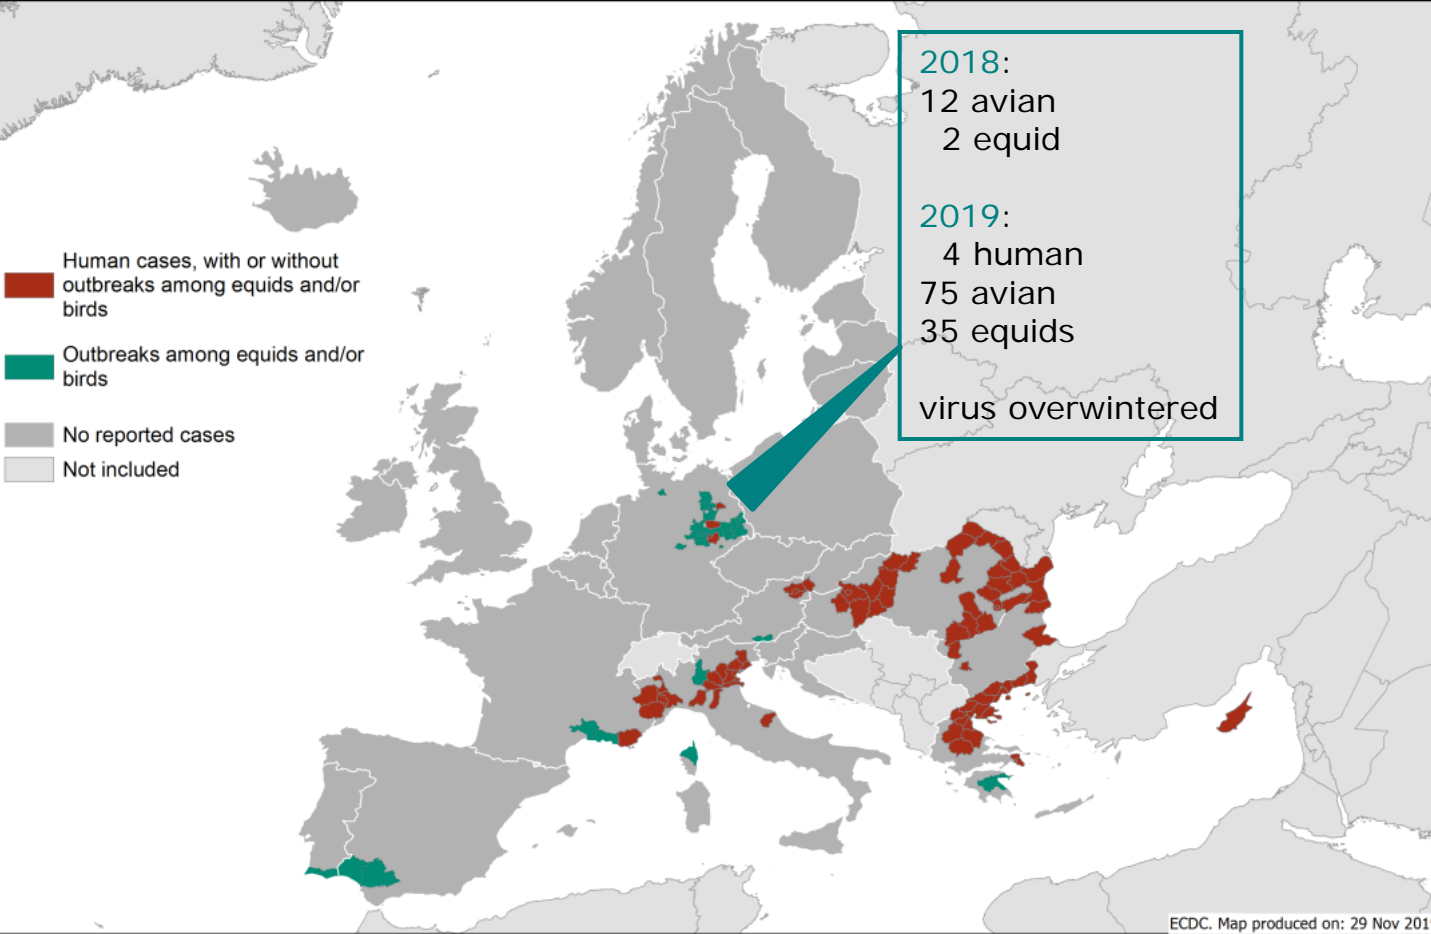 2018:
12 avian
2 equid
2019:
4 human
75 avian
35 equids
virus overwintered
Human cases, with or without
outbreaks among equids and/or
birds
Outbreaks among equids and/or
birds
No reported cases
Not included
ECDC. Map produced on: 29 Nov 201